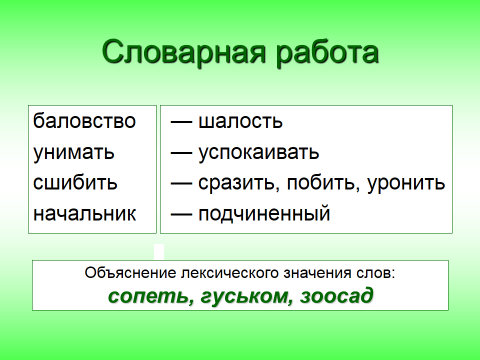 Словарная работа
баловство — шалость
унимать — успокаивать
сшибить — сразить, побить, уронить
начальник — подчиненный
Объяснение лексического значения слов:
сопеть, гуськом, зоосад